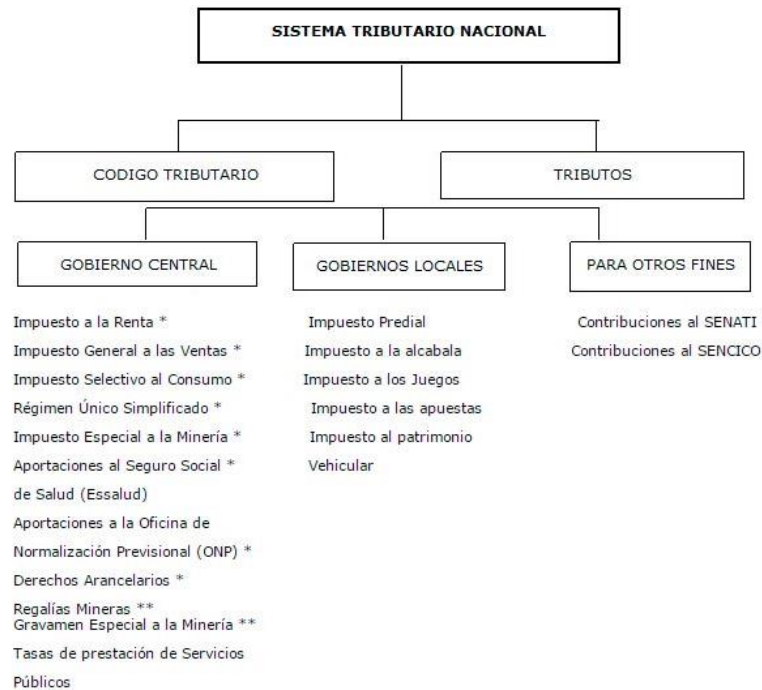 SISTEMA TRIBUTARIO NACIONAL
CODIGO TRIBUTARIO
TRIBUTOS
GOBIERNO CENTRAL
Impuesto a la Renta *
Impuesto General a las Ventas *
Impuesto Selectivo al Consumo *
Régimen Único Simplificado *
Impuesto Especial a la Minería *
Aportaciones al Seguro Social *
de Salud (Essalud)
Aportaciones a la Oficina de
Normalización Previsional (ONP) *
Derechos Arancelarios *
Regalías Mineras **
Gravamen Especial a la Minería **
Tasas de prestación de Servicios
Públicos
GOBIERNOS LOCALES
Impuesto Predial
Impuesto a la alcabala
Impuesto a los Juegos
Impuesto a las apuestas
Impuesto al patrimonio
Vehicular
PARA OTROS FINES
Contribuciones al SENATI
Contribuciones al SENCICO